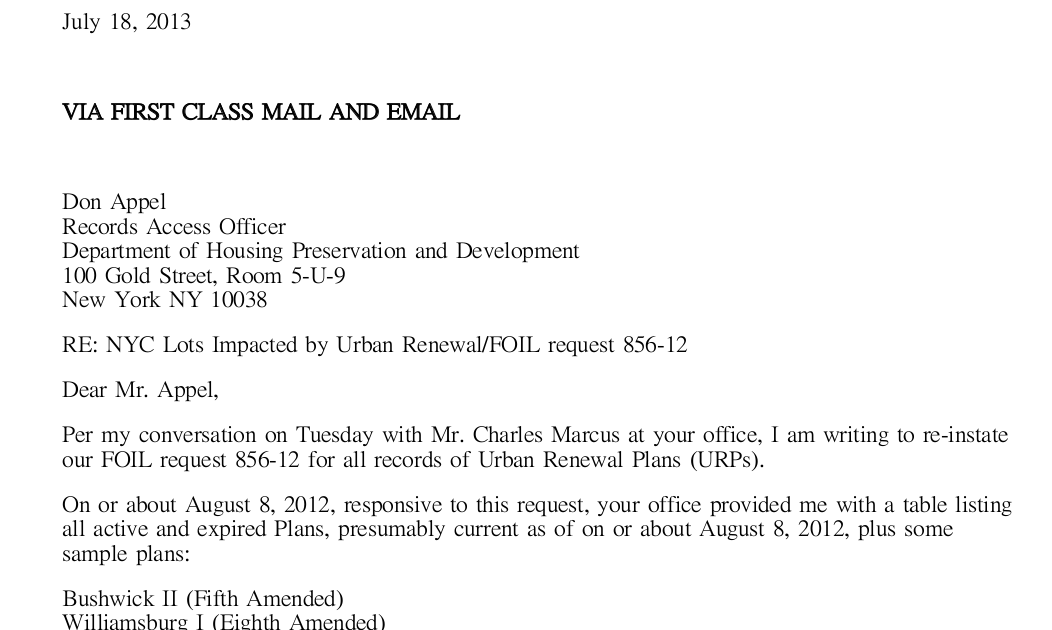 July 18, 2013
VIA FIRST CLASS MAIL AND EMAIL
Don Appel
Records Access Officer
Department of Housing Preservation and Development
100 Gold Street, Room 5-U-9
New York NY 10038
RE: NYC Lots Impacted by Urban Renewal/FOIL request 856-12
Dear Mr. Appel,
Per my conversation on Tuesday with Mr. Charles Marcus at your office, I am writing to re-instate
our FOIL request 856-12 for all records of Urban Renewal Plans (URPs).
On or about August 8, 2012, responsive to this request, your office provided me with a table listing
all active and expired Plans, presumably current as of on or about August 8, 2012, plus some
sample plans:
Bushwick II (Fifth Amended)
Williamsburg I (Eighth Amended)